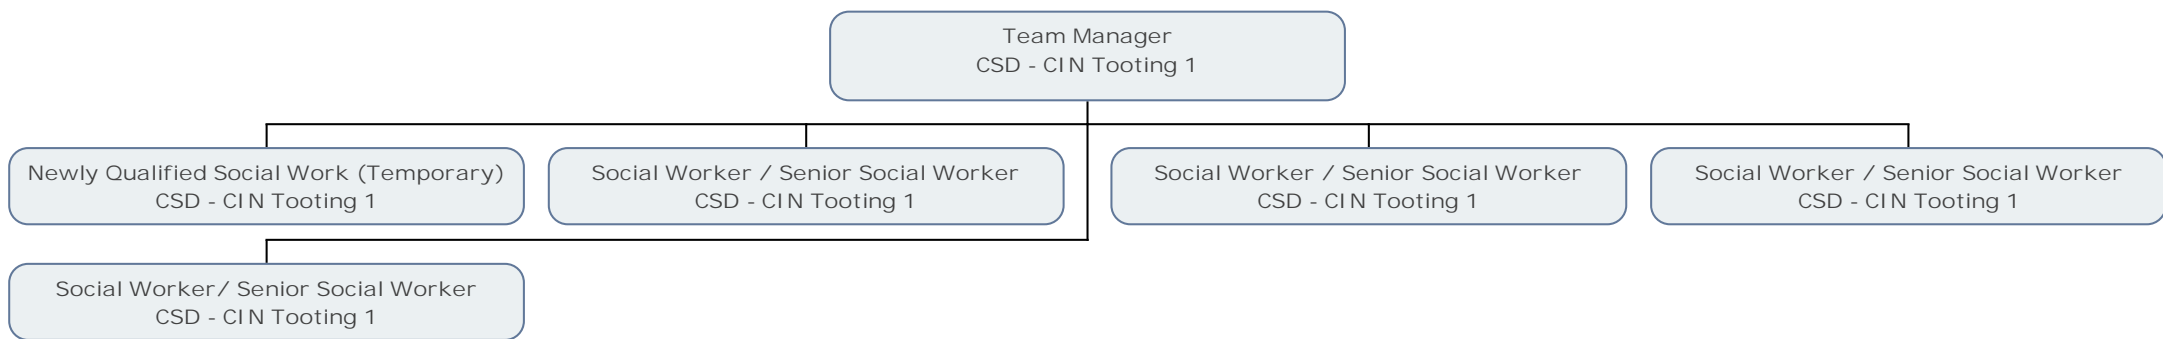 Team Manager
CSD - CIN Tooting 1
Newly Qualified Social Work (Temporary)
CSD - CIN Tooting 1
Social Worker / Senior Social Worker
CSD - CIN Tooting 1
Social Worker / Senior Social Worker
CSD - CIN Tooting 1
Social Worker / Senior Social Worker
CSD - CIN Tooting 1
Social Worker/ Senior Social Worker
CSD - CIN Tooting 1